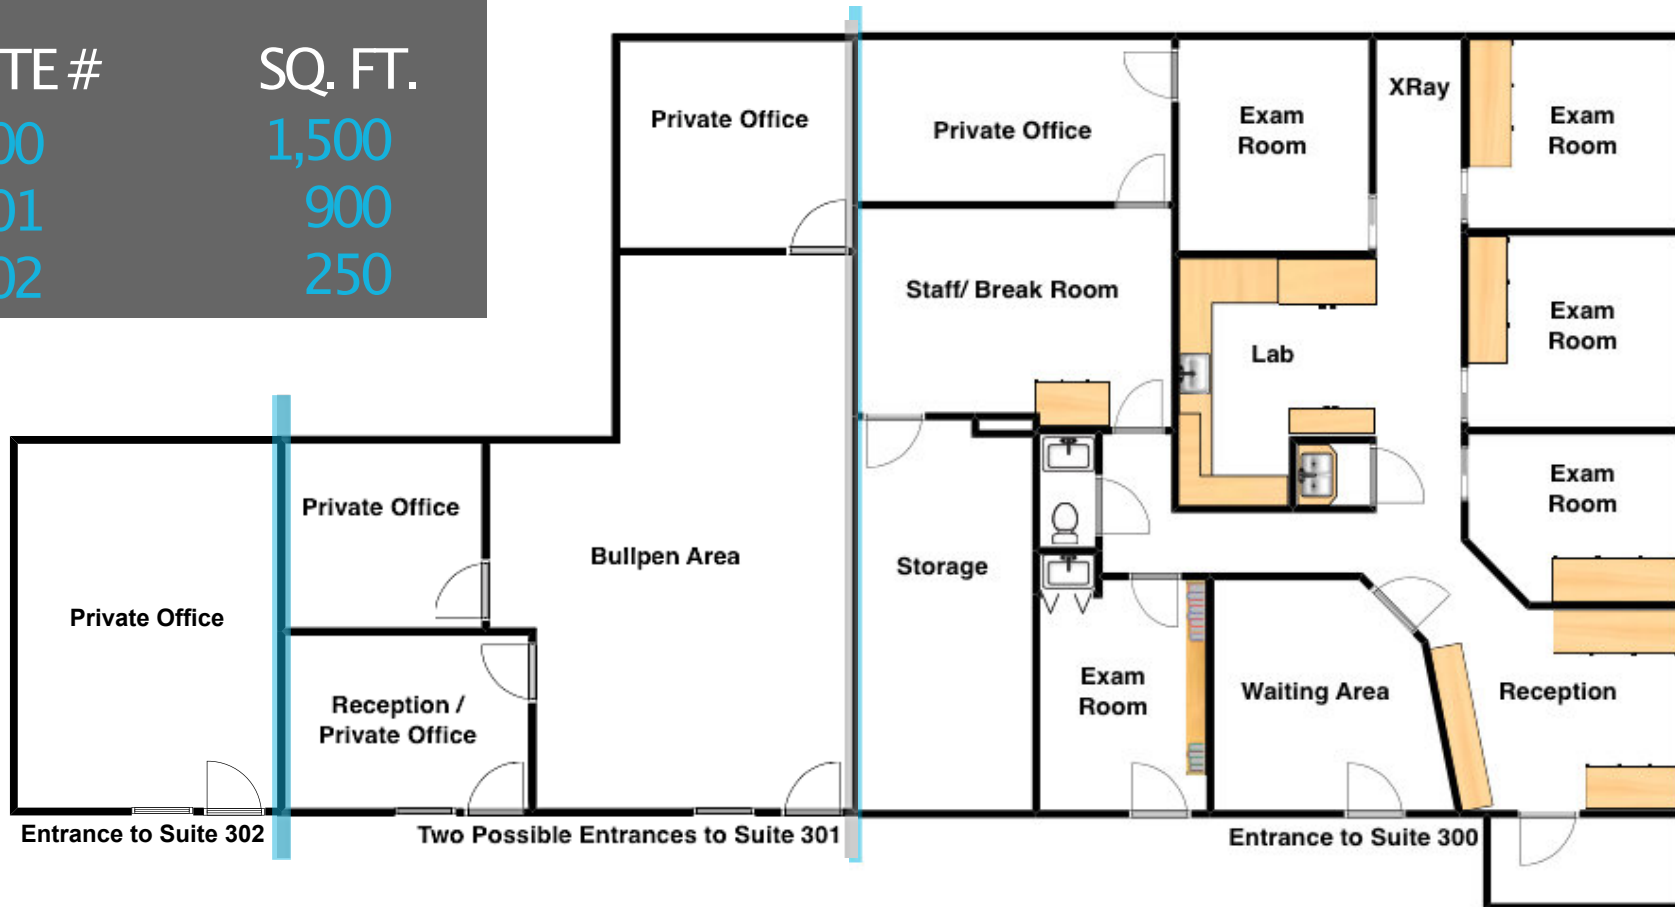 TE # SQ. FT.
00 1,500
01 900
02 250
Private Office
Private Office
Exam
Room
XRay
Exam
Room
Staff/ Break Room
Lab
Exam
Room
Private Office
Private Office
Bullpen Area
Storage
Exam
Room
Reception /
Private Office
Exam
Room
Waiting Area
Reception
Entrance to Suite 302
Two Possible Entrances to Suite 301
Entrance to Suite 300